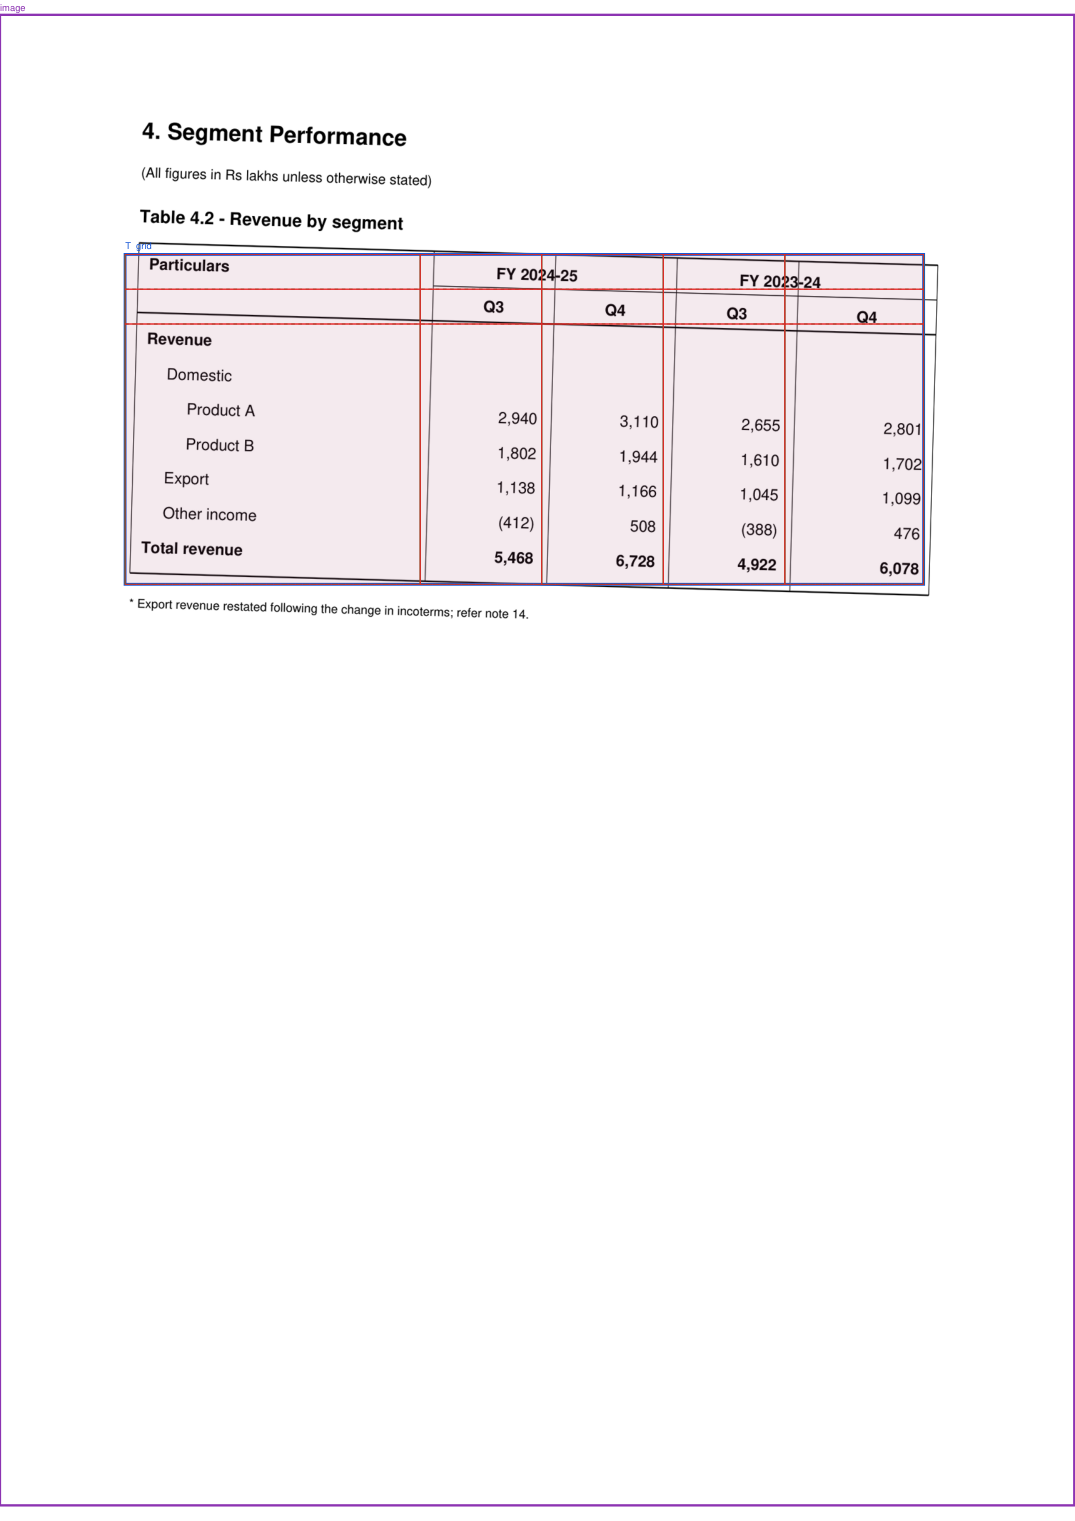 image
4. Segment Performance
(All figures in Rs lakhs unless otherwise stated)
Table 4.2 - Revenue by segment
T grid
Particulars FY 2024-25 FY 2023-24
Q3 Q4 Q3 Q4
Revenue
Domestic
Product A 2,940 3,110 2,655 2,801
Product B 1,802 1,944 1,610 1,702
Export 1,138 1,166 1,045 1,099
Other income (412) 508 (388) 476
Total revenue 5,468 6,728 4,922 6,078
* Export revenue restated following the change in incoterms; refer note 14.